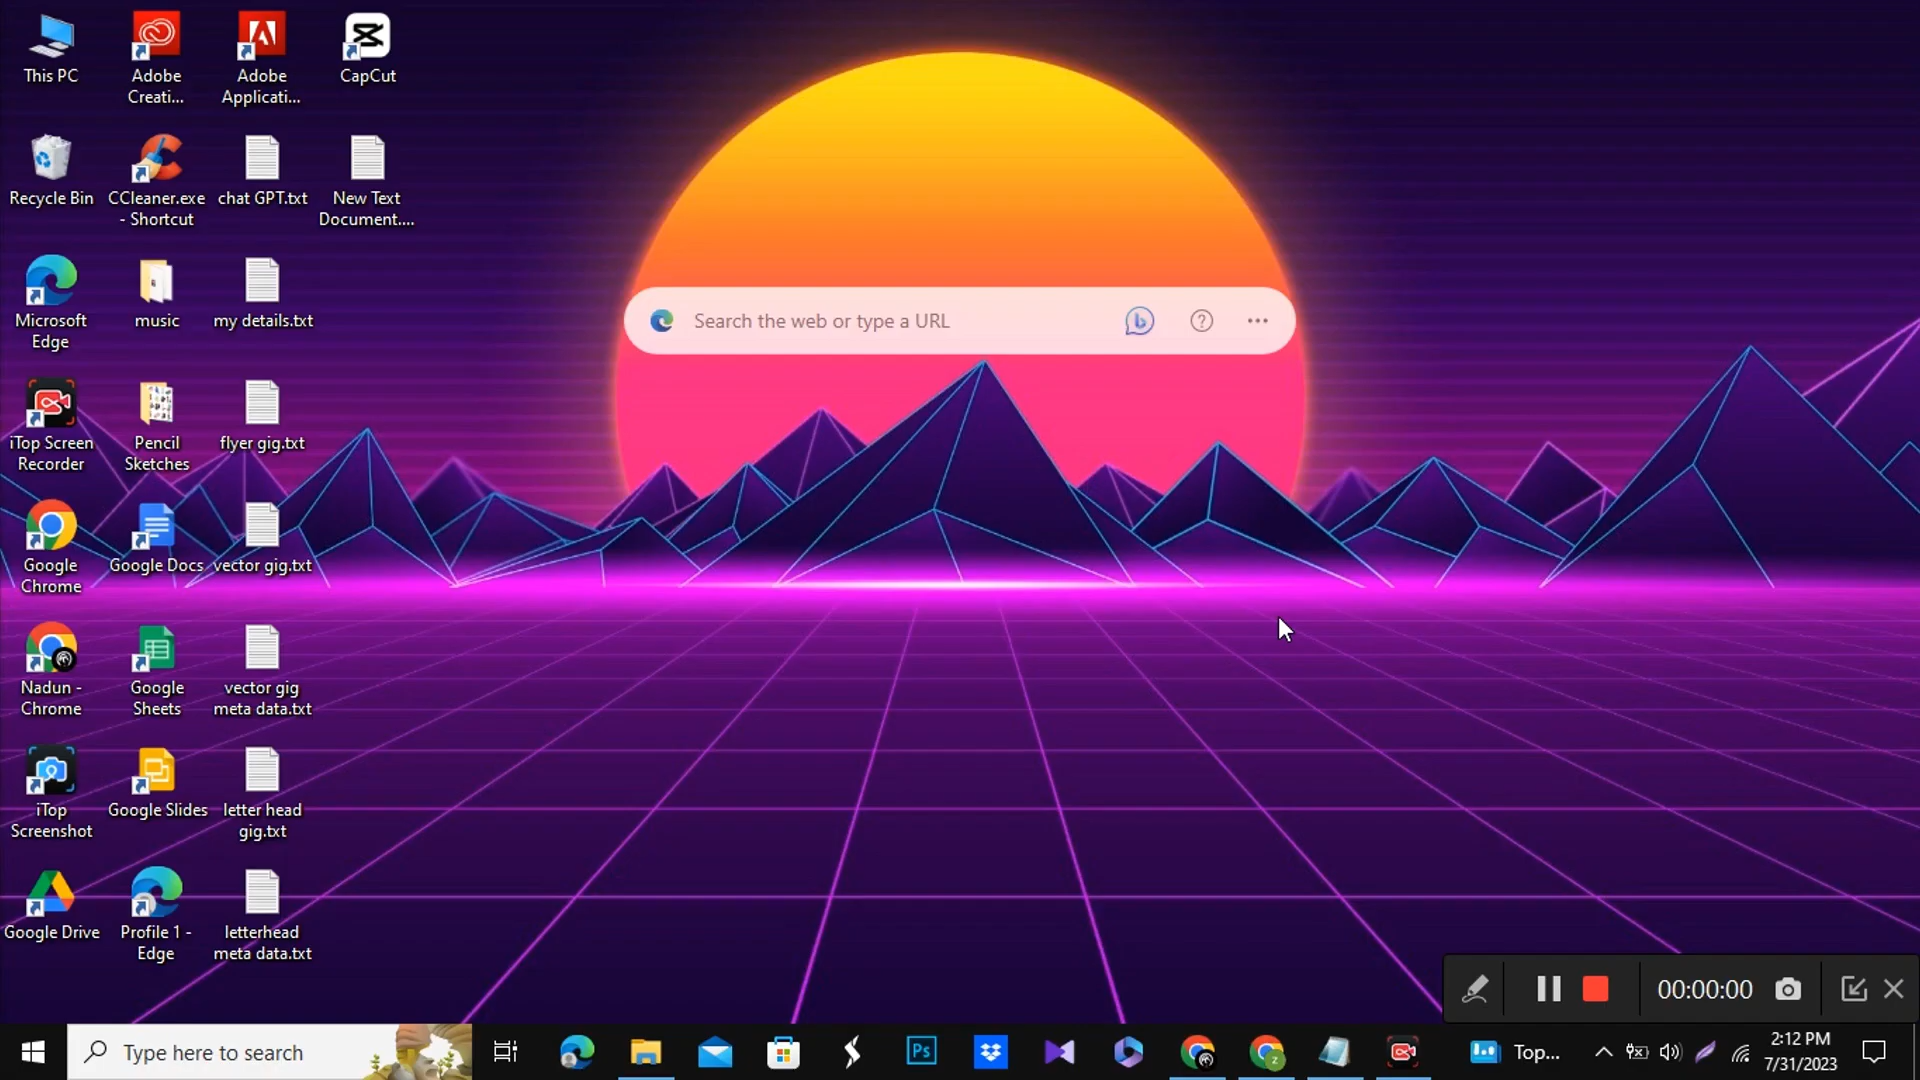 This PC
Adobe
Creati...
Adobe
Applicati...
CapCut
Recycle Bin
CCleaner.exe
- Shortcut
chat GPT.txt
New Text
Document....
Microsoft
Edge
music
my details.txt
Search the web or type a URL
iTop Screen
Recorder
Pencil
Sketches
flyer gig.txt
Google
Chrome
Google Docs
vector gig.txt
Nadun -
Chrome
Google
Sheets
vector gig
meta data.txt
iTop
Screenshot
Google Slides
letter head
gig.txt
Google Drive
Profile 1 -
Edge
letterhead
meta data.txt
00:00:00
Type here to search
Ps
z
Top...
2:12 PM
7/31/2023